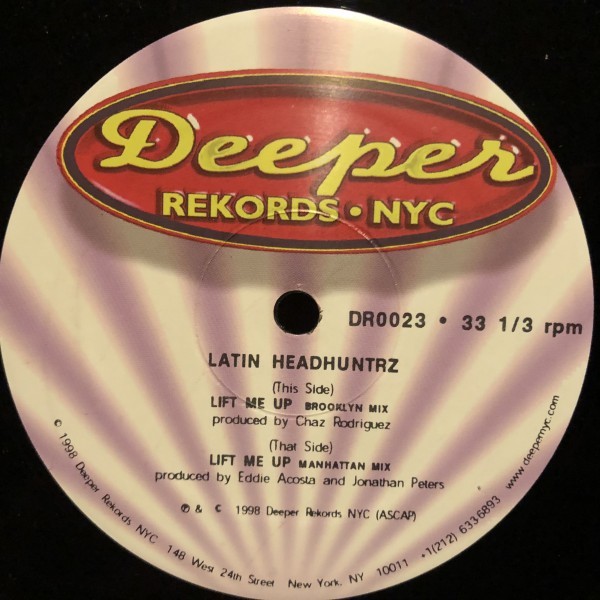 Deeper
REKORDS • NYC
DR0023 • 33 1/3 rpm
LATIN HEADHUNTRZ
(This Side)
LIFT ME UP BROOKLYN MIX
produced by Chaz Rodriguez
(That Side)
LIFT ME UP MANHATTAN MIX
produced by Eddie Acosta and Jonathan Peters
℗ & © 1998 Deeper Rekords NYC (ASCAP)
© 1998 Deeper Rekords NYC 148 West 24th Street New York, NY 10011 +1(212) 6336893 www.deepernyc.com